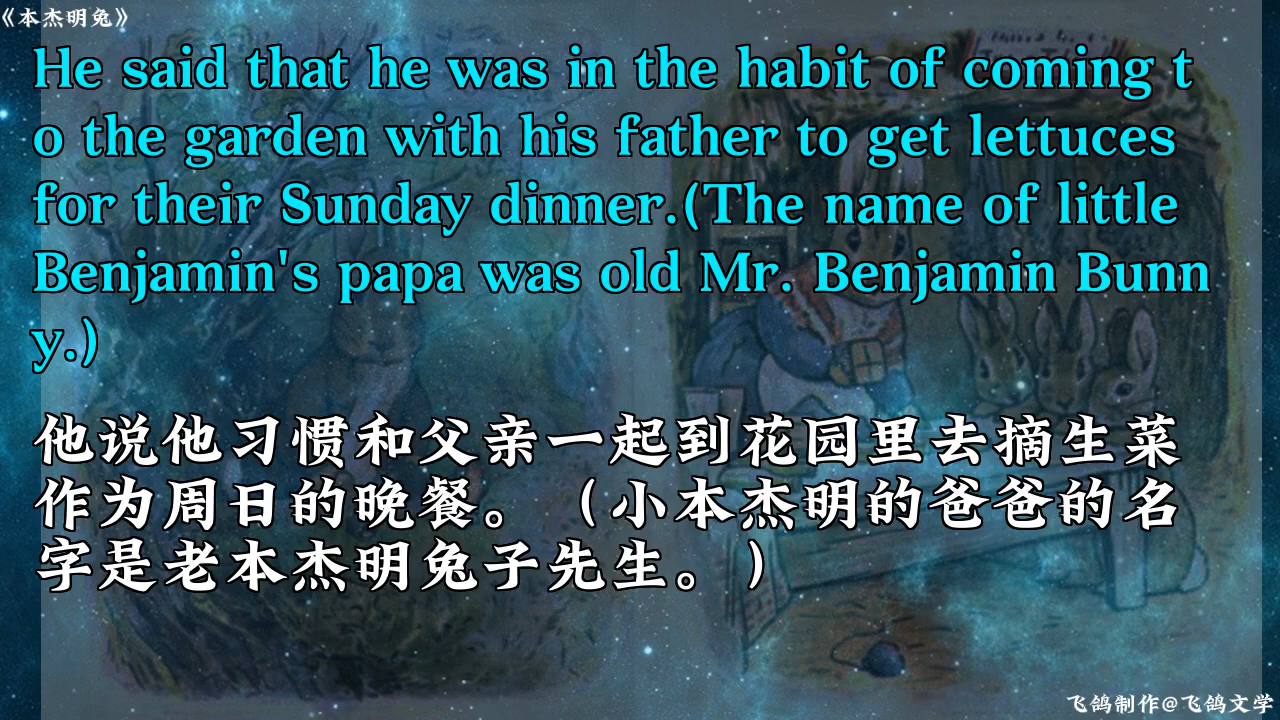 《本杰明兔》
He said that he was in the habit of coming t
o the garden with his father to get lettuces
for their Sunday dinner.(The name of little
Benjamin's papa was old Mr. Benjamin Bunn
y.)
他说他习惯和父亲一起到花园里去摘生菜
作为周日的晚餐。（小本杰明的爸爸的名
字是老本杰明兔子先生。）
飞鸽制作@飞鸽文学